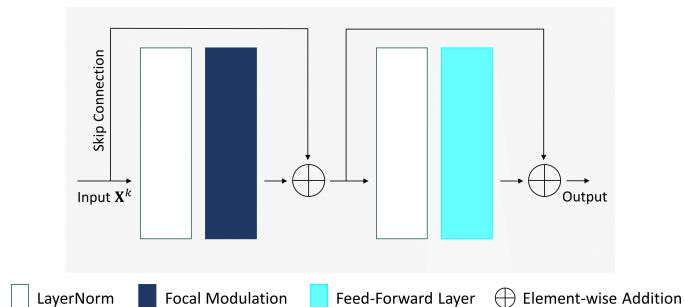 Skip Connection
Input X^k
Output
LayerNorm
Focal Modulation
Feed-Forward Layer
Element-wise Addition